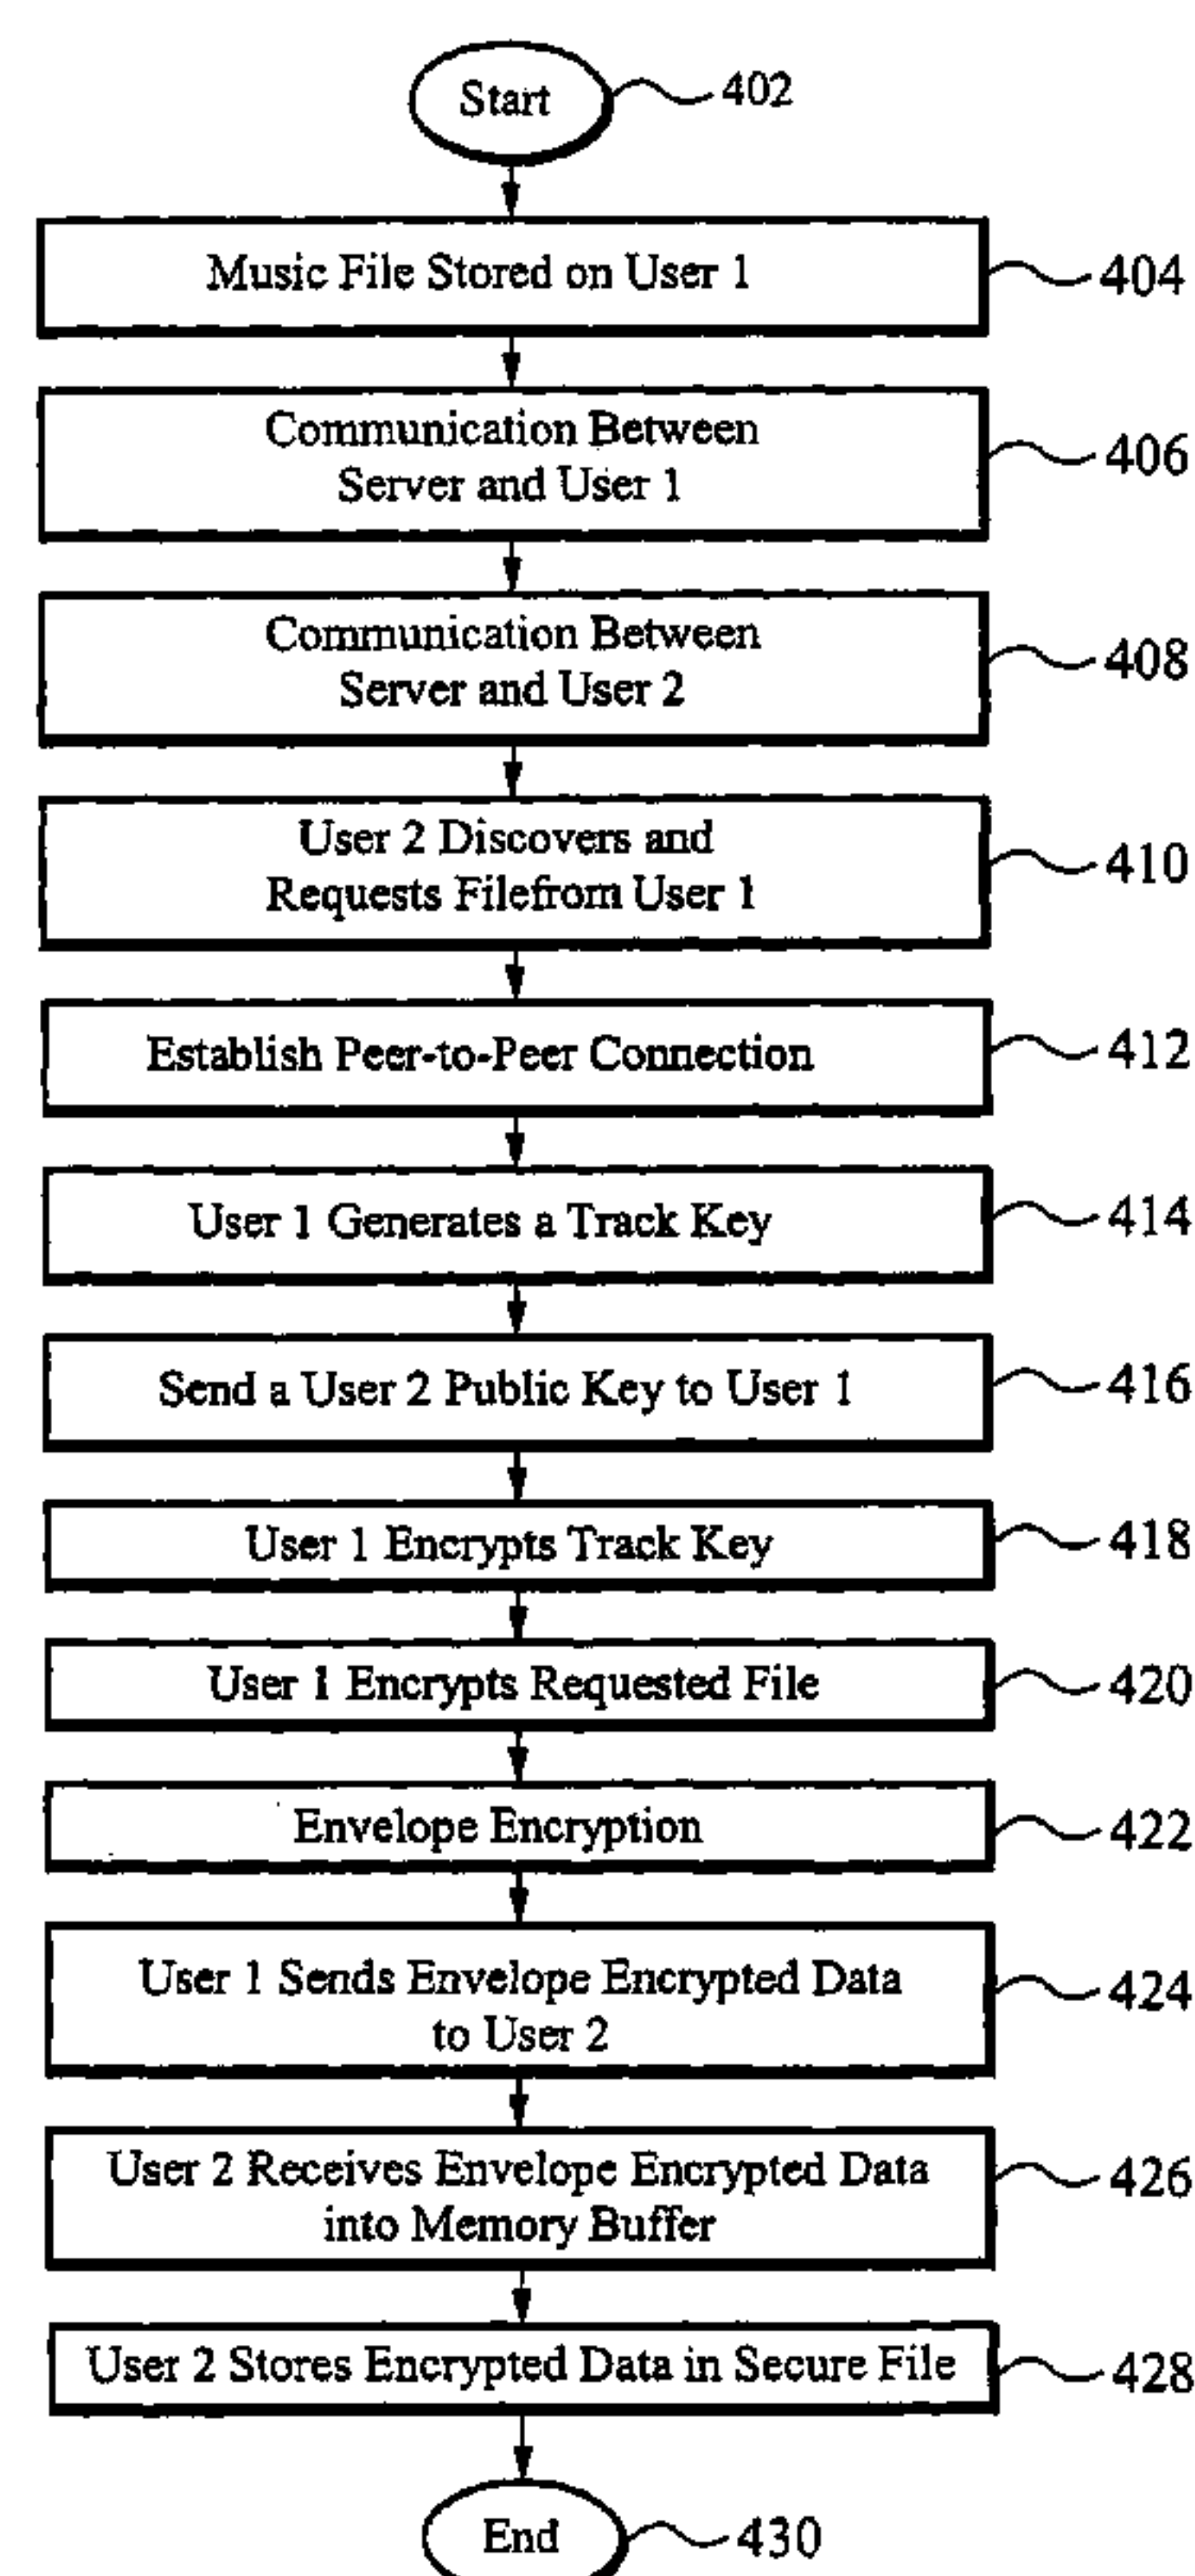 Start
402
Music File Stored on User 1
404
Communication Between
Server and User 1
406
Communication Between
Server and User 2
408
User 2 Discovers and
Requests Filefrom User 1
410
Establish Peer-to-Peer Connection
412
User 1 Generates a Track Key
414
Send a User 2 Public Key to User 1
416
User 1 Encrypts Track Key
418
User 1 Encrypts Requested File
420
Envelope Encryption
422
User 1 Sends Envelope Encrypted Data
to User 2
424
User 2 Receives Envelope Encrypted Data
into Memory Buffer
426
User 2 Stores Encrypted Data in Secure File
428
End
430